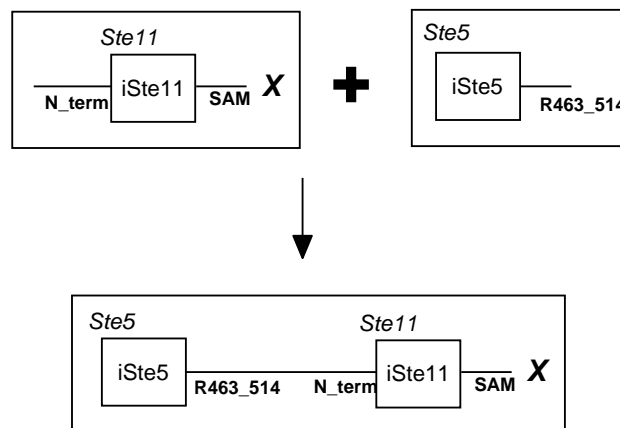 Ste11
iSte11
N_term
SAM
X
Ste5
iSte5
R463_514
Ste5
Ste11
iSte5
iSte11
R463_514
N_term
SAM
X